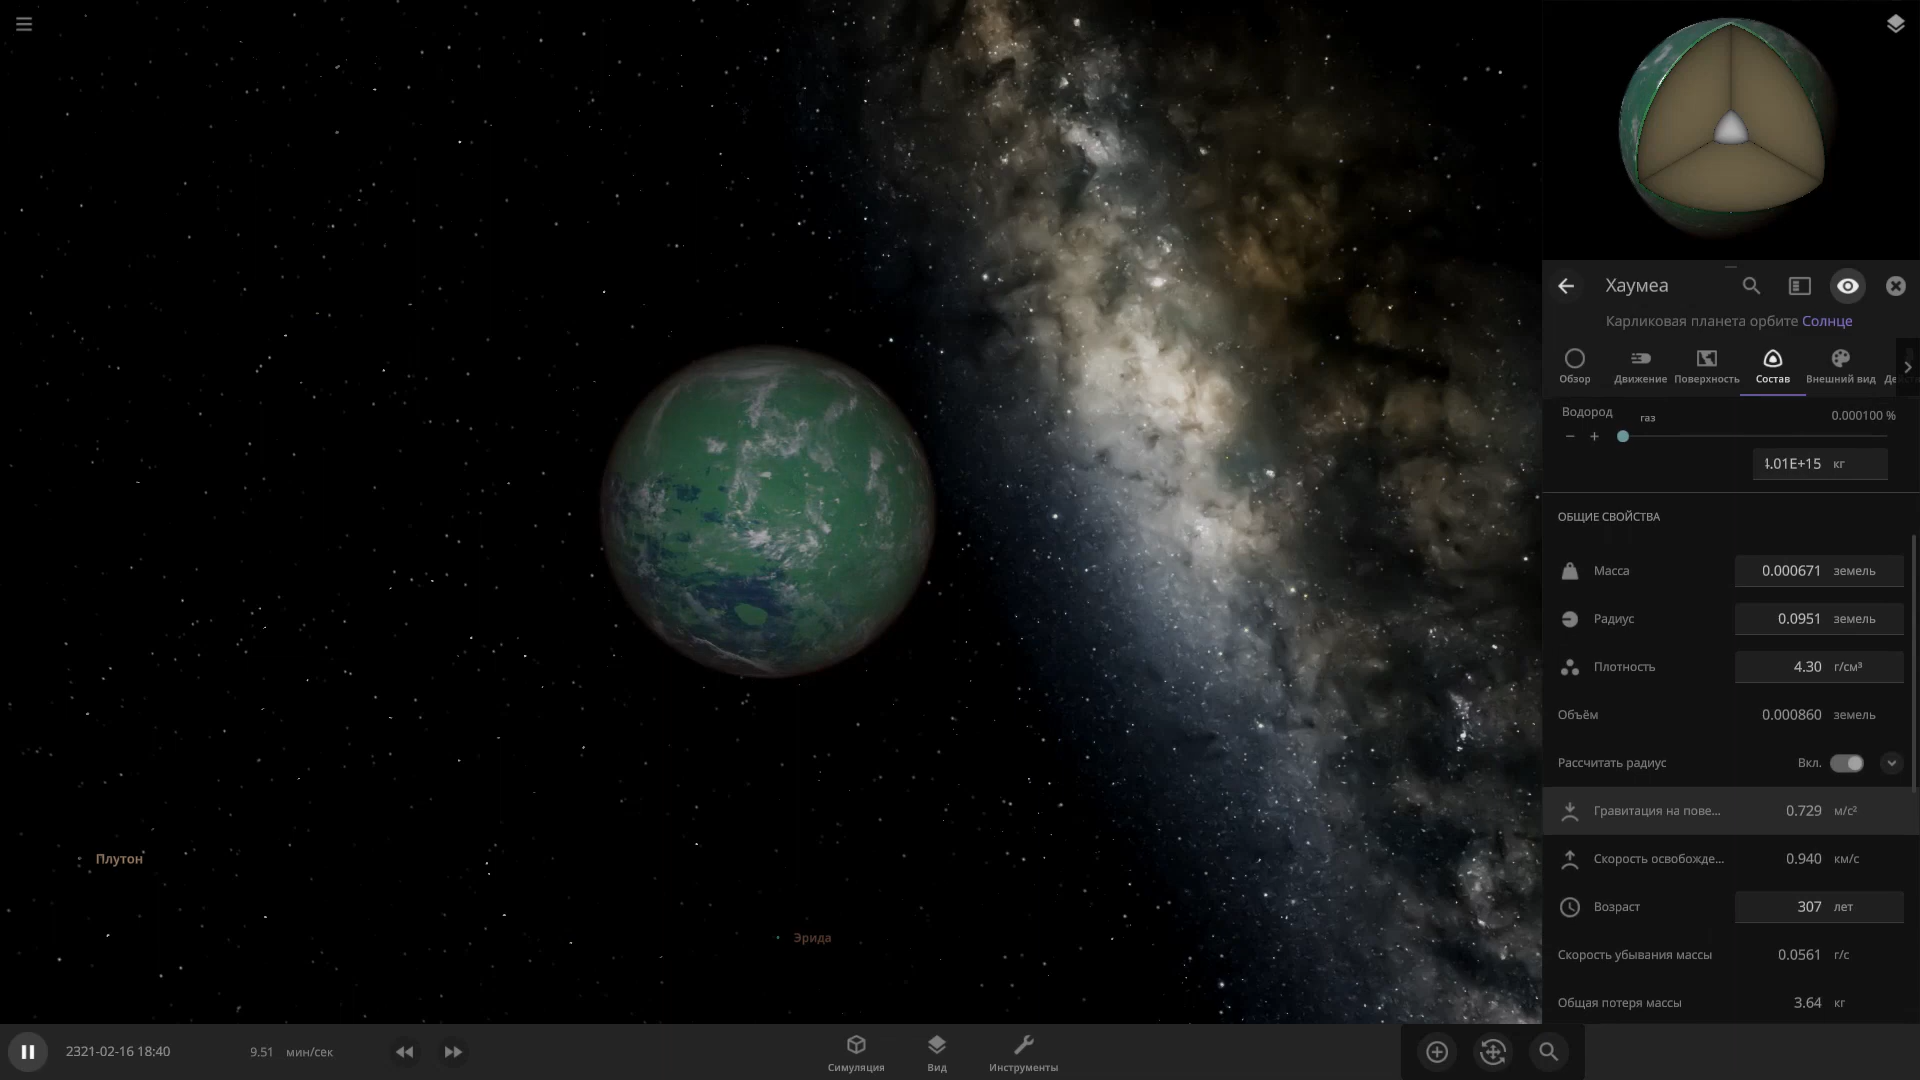 Хаумеа
Карликовая планета орбите Солнце
Обзор
Движение
Поверхность
Состав
Внешний вид
Водород
газ
0.000100 %
− +
.01E+15 кг
ОБЩИЕ СВОЙСТВА
Масса 0.000671 земель
Радиус 0.0951 земель
Плотность 4.30 г/см³
Объём 0.000860 земель
Рассчитать радиус Вкл.
Гравитация на пове... 0.729 м/с²
Скорость освобожде... 0.940 км/с
Возраст 307 лет
Скорость убывания массы 0.0561 г/с
Общая потеря массы 3.64 кг
Плутон
Эрида
2321-02-16 18:40
9.51 мин/сек
Симуляция
Вид
Инструменты